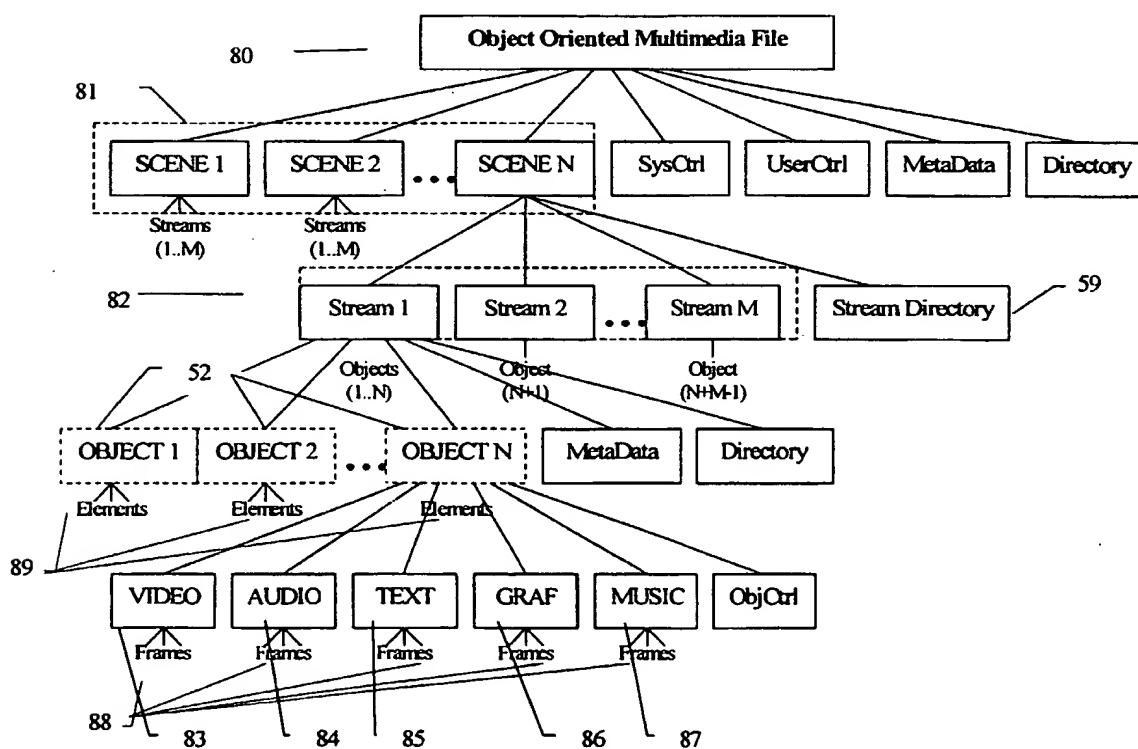 80
Object Oriented Multimedia File
81
SCENE 1
SCENE 2
SCENE N
SysCtrl
UserCtrl
MetaData
Directory
Streams
(1..M)
Streams
(1..M)
82
Stream 1
Stream 2
Stream M
Stream Directory
59
52
Objects
(1..N)
Object
(N+1)
Object
(N+M-1)
OBJECT 1
OBJECT 2
OBJECT N
MetaData
Directory
Elements
Elements
Elements
89
VIDEO
AUDIO
TEXT
GRAF
MUSIC
ObjCtrl
Frames
Frames
Frames
Frames
Frames
88
83
84
85
86
87